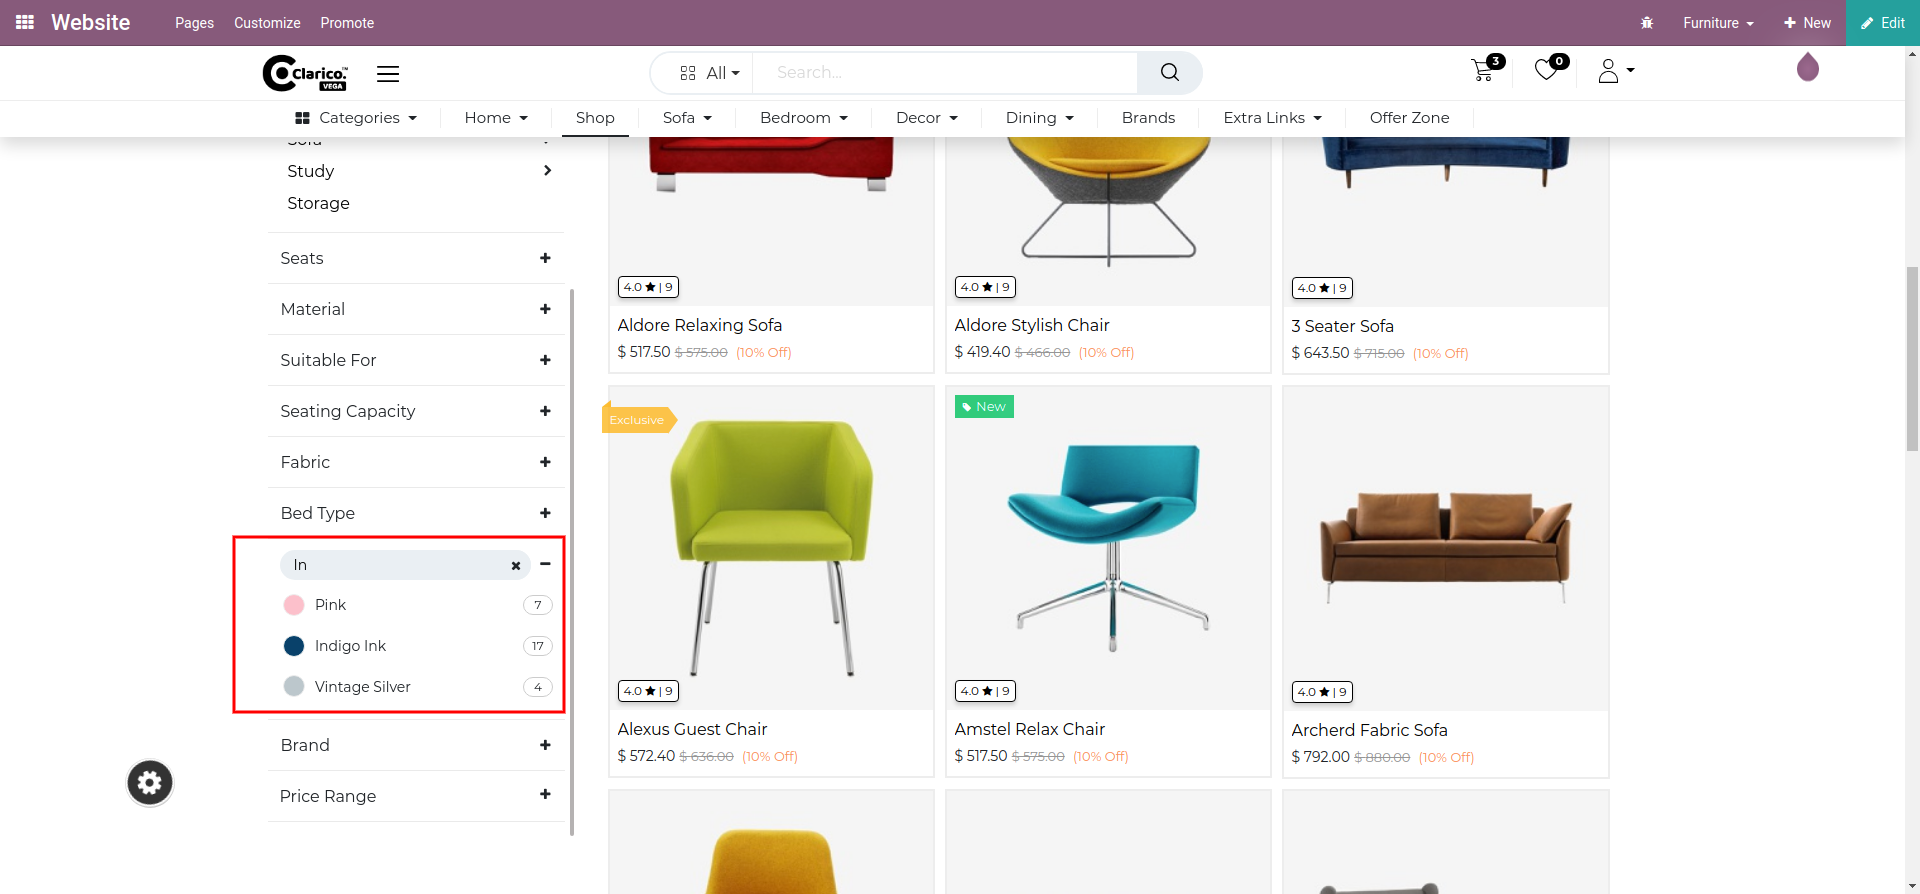 Website
Pages Customize Promote
Furniture New Edit
Clarico.™
VEGA
All Search... 3 0
Categories Home Shop Sofa Bedroom Decor Dining Brands Extra Links Offer Zone
Sofa
Study
Storage
Seats
Material
Suitable For
Seating Capacity
Fabric
Bed Type
In
Pink 7
Indigo Ink 17
Vintage Silver 4
Brand
Price Range
4.0 ★ | 9
Aldore Relaxing Sofa
$ 517.50 $ 575.00 (10% Off)
4.0 ★ | 9
Aldore Stylish Chair
$ 419.40 $ 466.00 (10% Off)
4.0 ★ | 9
3 Seater Sofa
$ 643.50 $ 715.00 (10% Off)
Exclusive
4.0 ★ | 9
Alexus Guest Chair
$ 572.40 $ 636.00 (10% Off)
New
4.0 ★ | 9
Amstel Relax Chair
$ 517.50 $ 575.00 (10% Off)
4.0 ★ | 9
Archerd Fabric Sofa
$ 792.00 $ 880.00 (10% Off)